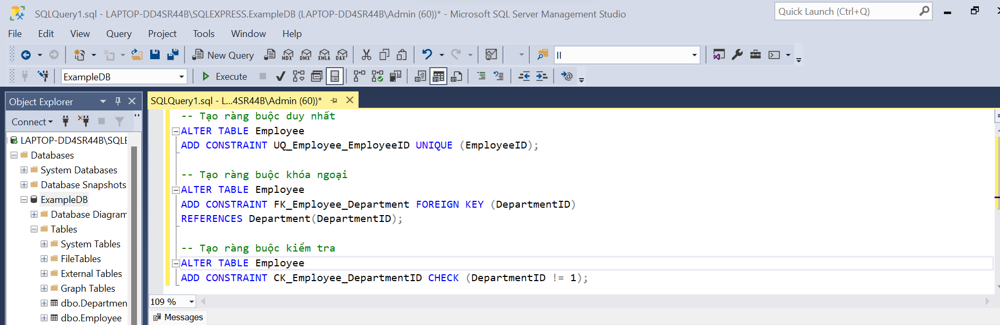 SQLQuery1.sql - LAPTOP-DD4SR44B\SQLEXPRESS.ExampleDB (LAPTOP-DD4SR44B\Admin (60))* - Microsoft SQL Server Management Studio
Quick Launch (Ctrl+Q)
File Edit View Query Project Tools Window Help
New Query MDX DMX XMLA DAX II
ExampleDB Execute
Object Explorer
Connect
LAPTOP-DD4SR44B\SQLE
Databases
System Databases
Database Snapshots
ExampleDB
Database Diagram
Tables
System Tables
FileTables
External Tables
Graph Tables
dbo.Departmen
dbo.Employee
SQLQuery1.sql - L...4SR44B\Admin (60))*
-- Tạo ràng buộc duy nhất
ALTER TABLE Employee
ADD CONSTRAINT UQ_Employee_EmployeeID UNIQUE (EmployeeID);
-- Tạo ràng buộc khóa ngoại
ALTER TABLE Employee
ADD CONSTRAINT FK_Employee_Department FOREIGN KEY (DepartmentID)
REFERENCES Department(DepartmentID);
-- Tạo ràng buộc kiểm tra
ALTER TABLE Employee
ADD CONSTRAINT CK_Employee_DepartmentID CHECK (DepartmentID != 1);
109 %
Messages